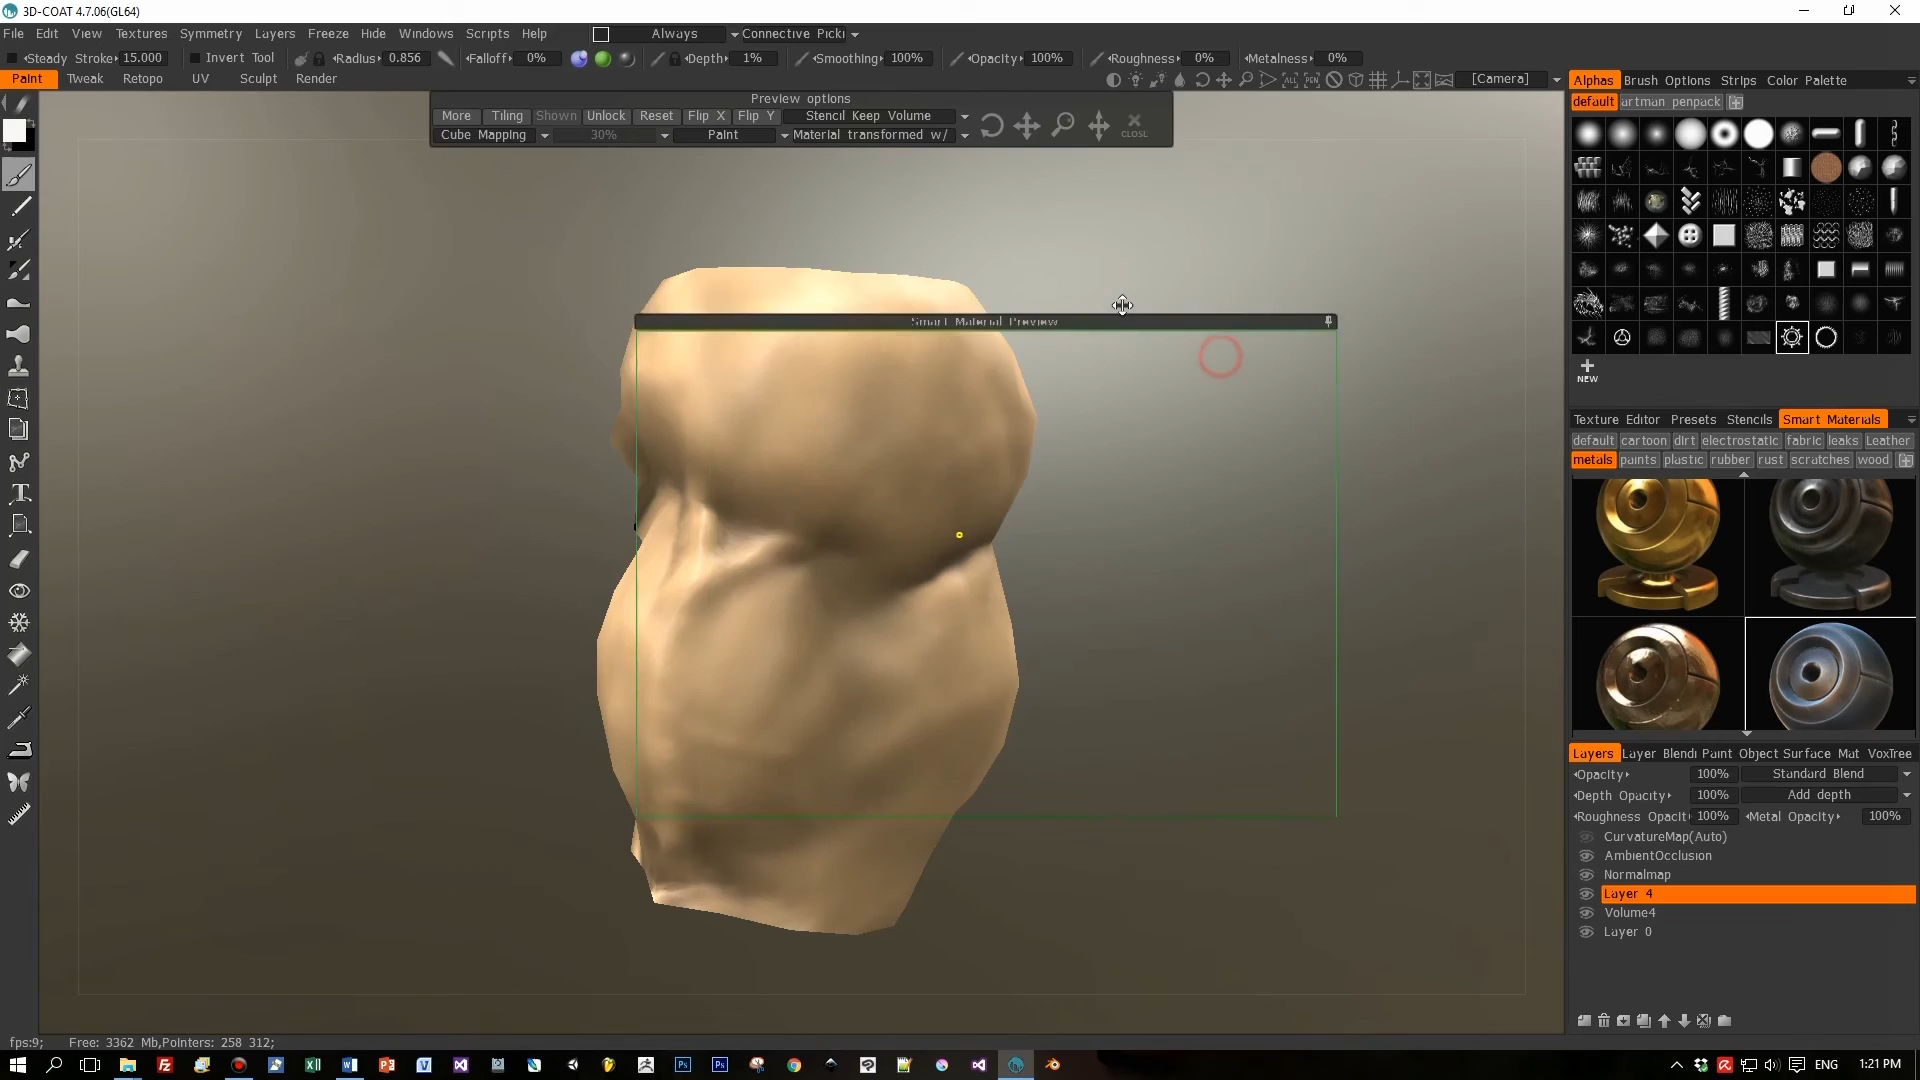 3D-COAT 4.7.06(GL64)
File Edit View Textures Symmetry Layers Freeze Hide Windows Scripts Help Always Connective Picki
Steady Stroke 15.000 Invert Tool Radius 0.856 Falloff 0% Depth 1% Smoothing 100% Opacity 100% Roughness 0% Metalness 0%
Paint Tweak Retopo UV Sculpt Render [Camera]
Alphas Brush Options Strips Color Palette
default artman penpack
NEW
Preview options
More Tiling Shown Unlock Reset Flip X Flip Y Stencil Keep Volume
Cube Mapping 30% Paint Material transformed w/
CLOSE
Smart Material Preview
Texture Editor Presets Stencils Smart Materials
default cartoon dirt electrostatic fabric leaks Leather
metals paints plastic rubber rust scratches wood
Layers Layer Blendi Paint Object Surface Mat VoxTree
Opacity 100% Standard Blend
Depth Opacity 100% Add depth
Roughness Opacit 100% Metal Opacity 100%
CurvatureMap(Auto)
AmbientOcclusion
Normalmap
Layer 4
Volume4
Layer 0
fps:9; Free: 3362 Mb,Pointers: 258 312;
ENG 1:21 PM